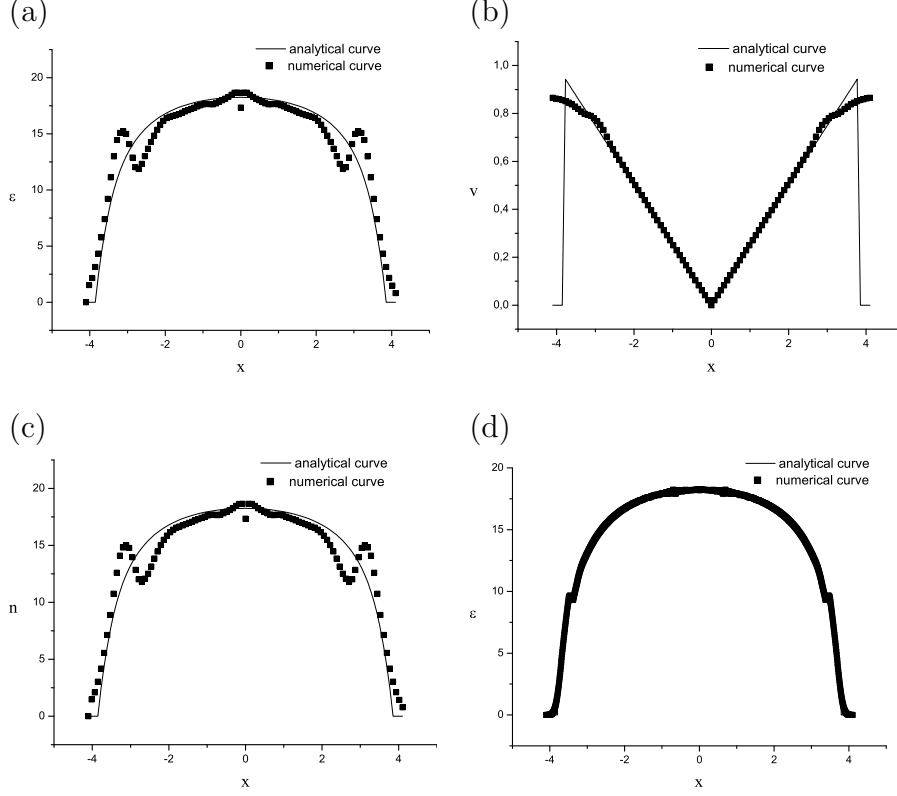 (a)
analytical curve
numerical curve
20
15
10
5
0
ε
-4 -2 0 2 4
x
(b)
analytical curve
numerical curve
1,0
0,8
0,6
0,4
0,2
0,0
v
-4 -2 0 2 4
x
(c)
analytical curve
numerical curve
20
15
10
5
0
n
-4 -2 0 2 4
x
(d)
analytical curve
numerical curve
20
15
10
5
0
ε
-4 -2 0 2 4
x